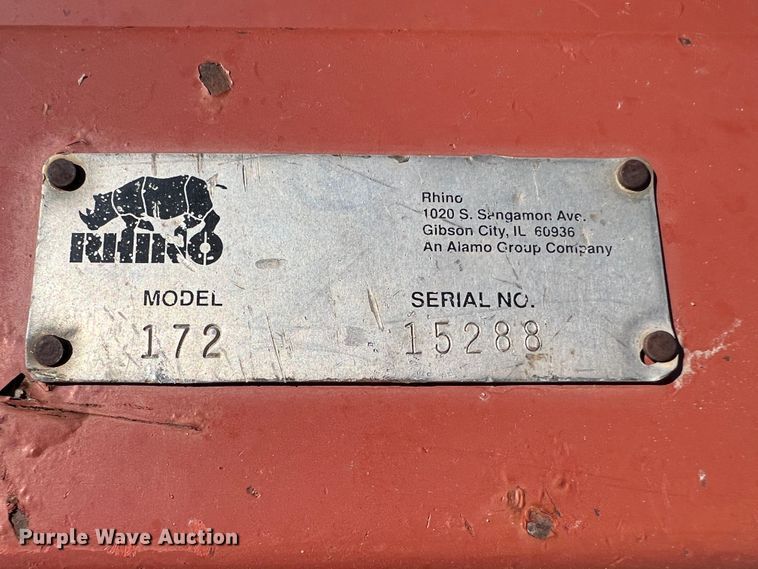 RHINO
Rhino
1020 S. Sangamon Ave.
Gibson City, IL 60936
An Alamo Group Company
MODEL
SERIAL NO.
172
15288
Purple Wave Auction®